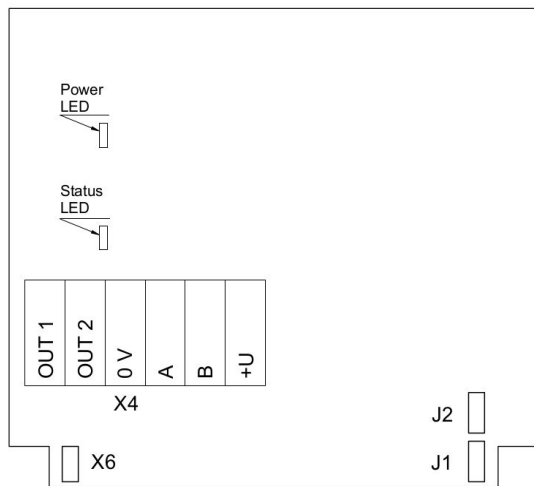 Power
LED
Status
LED
OUT 1
OUT 2
0 V
A
B
+U
X4
J2
X6
J1